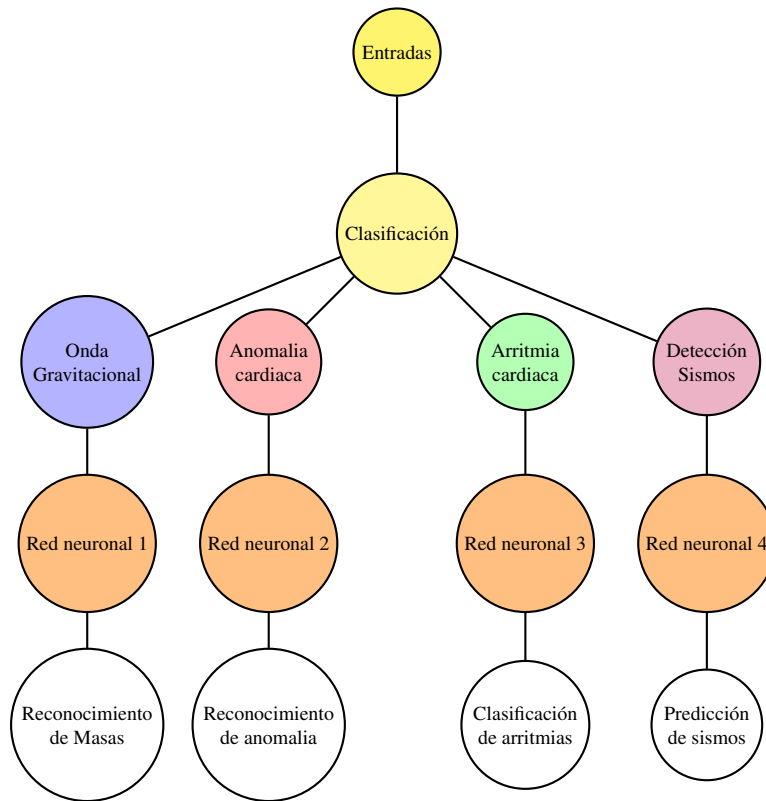 Entradas
Clasificación
Onda
Gravitacional
Anomalia
cardiaca
Arritmia
cardiaca
Detección
Sismos
Red neuronal 1
Red neuronal 2
Red neuronal 3
Red neuronal 4
Reconocimiento
de Masas
Reconocimiento
de anomalia
Clasificación
de arritmias
Predicción
de sismos